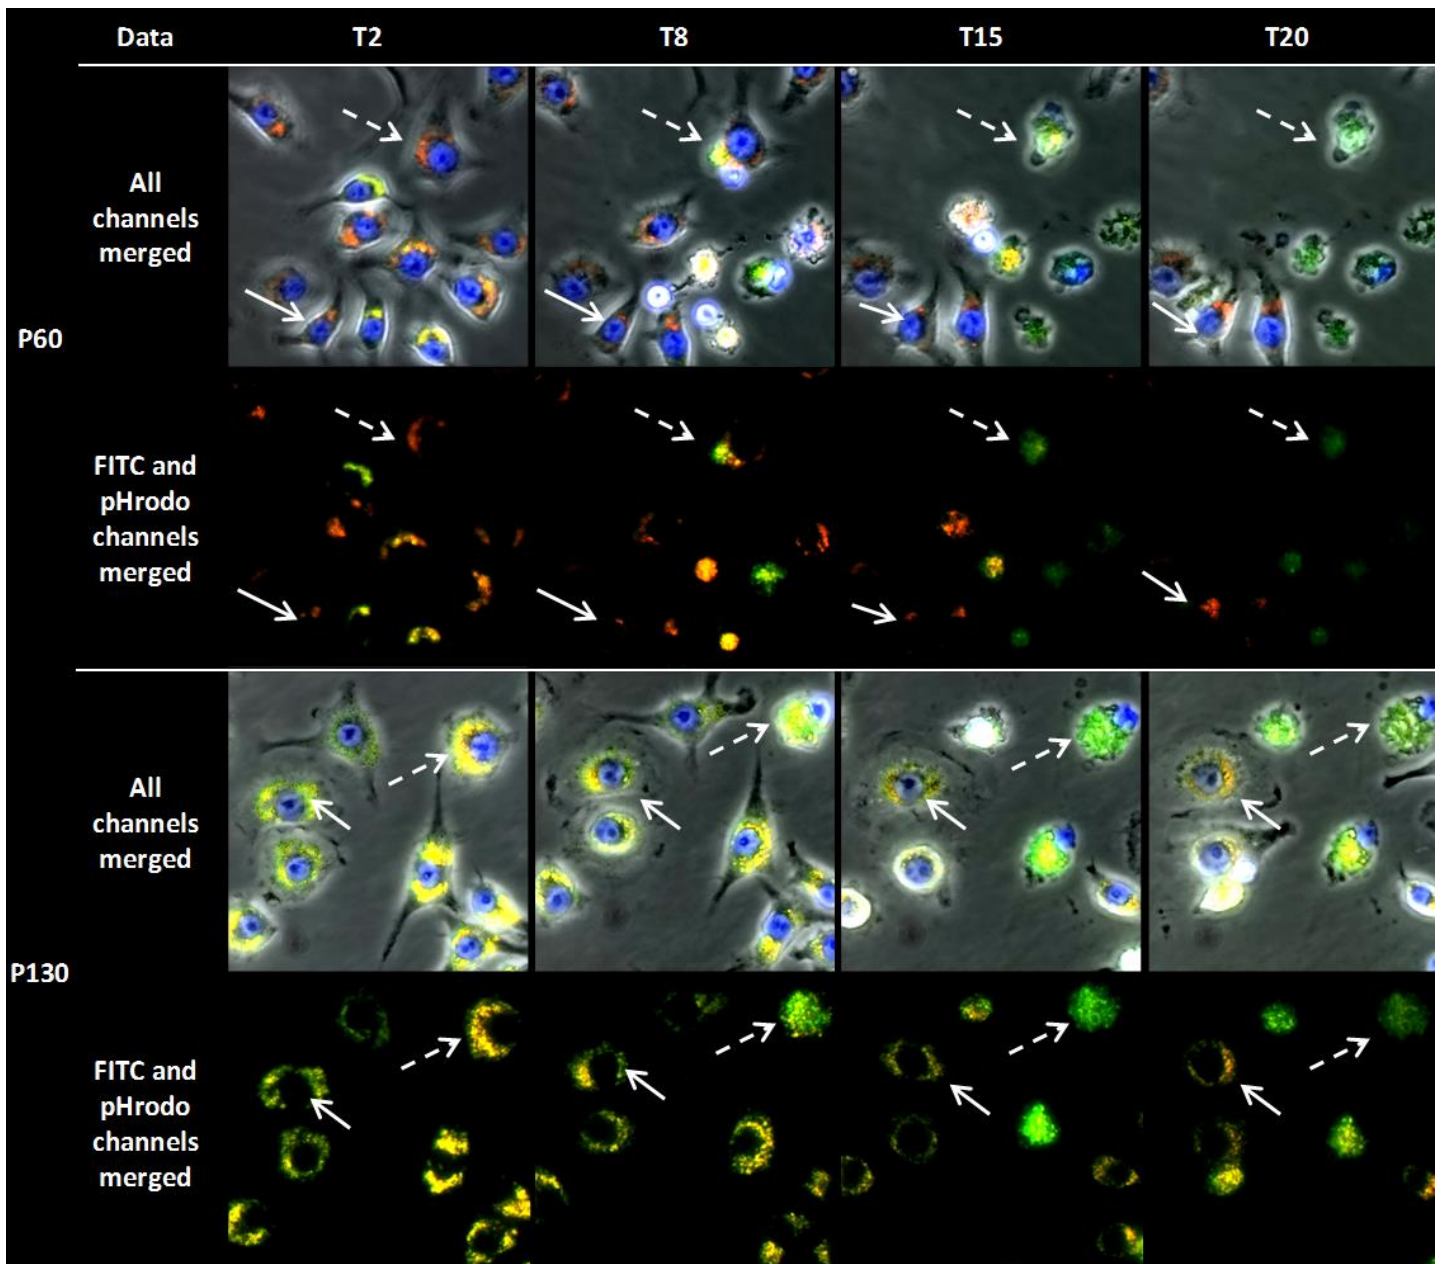 Data T2 T8 T15 T20
P60
All
channels
merged
FITC and
pHrodo
channels
merged
P130
All
channels
merged
FITC and
pHrodo
channels
merged